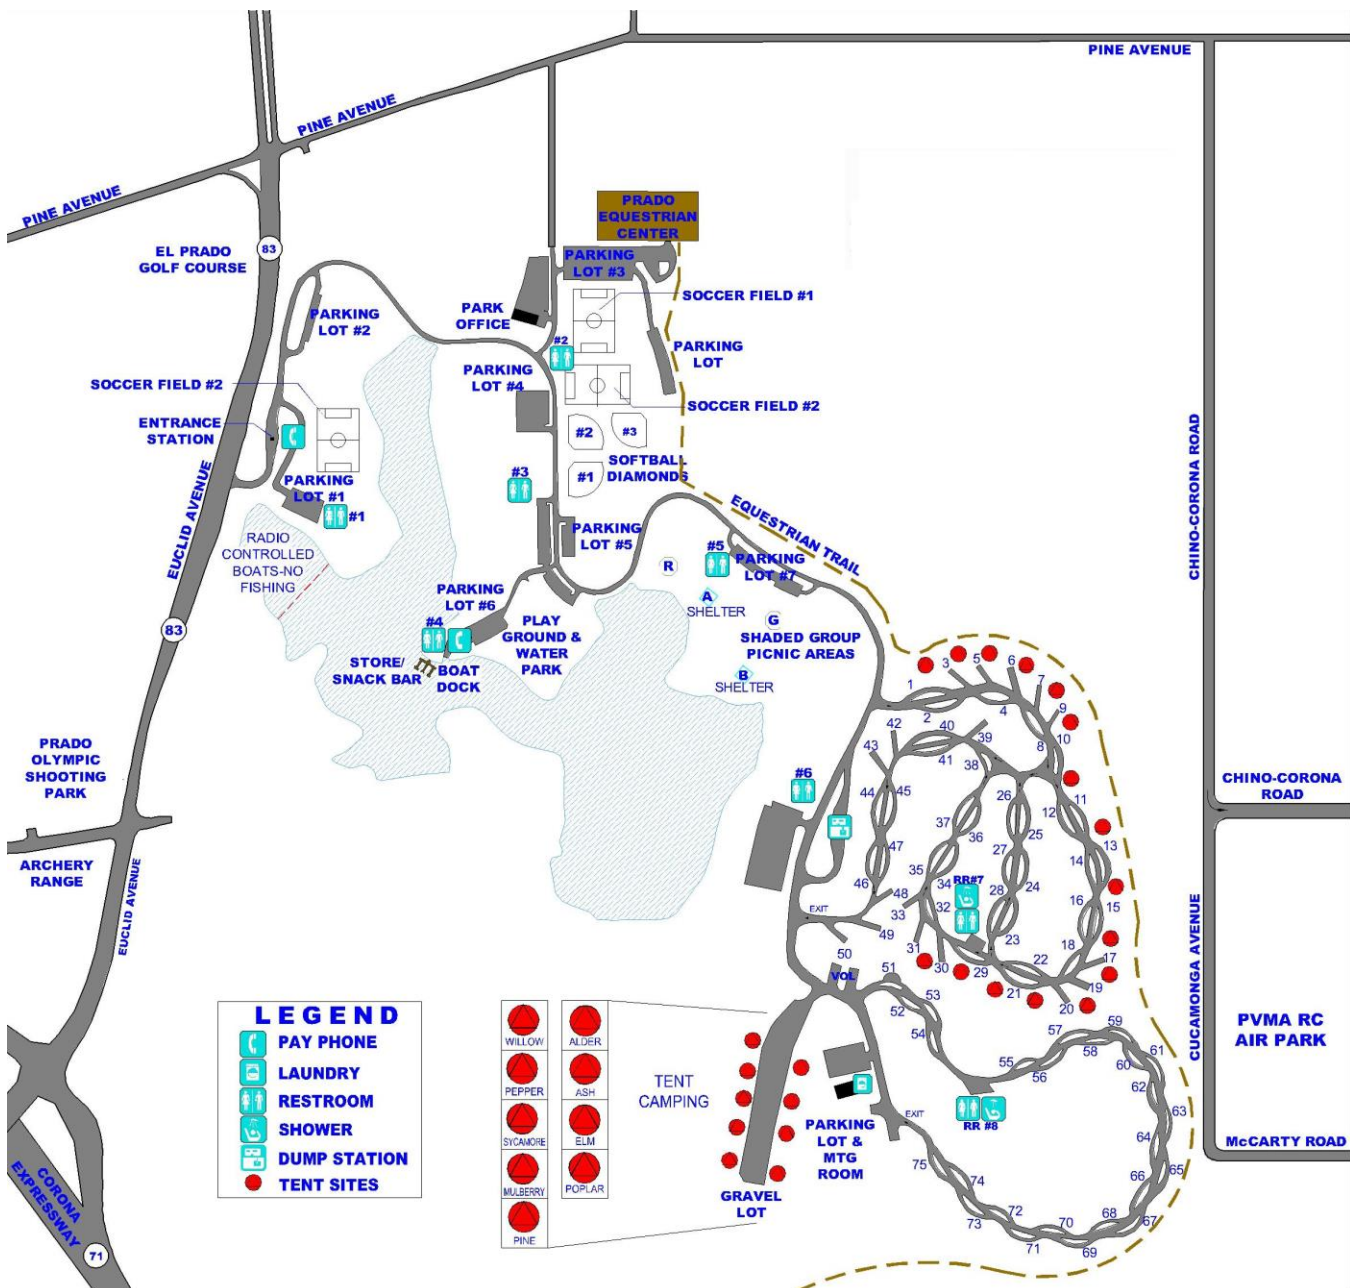 PINE AVENUE
PINE AVENUE
PINE AVENUE
PRADO
EQUESTRIAN
CENTER
EL PRADO
GOLF COURSE
83
PARKING
LOT #3
SOCCER FIELD #1
PARK
OFFICE
PARKING
LOT #2
#2
PARKING
LOT
PARKING
LOT #4
SOCCER FIELD #2
SOCCER FIELD #2
ENTRANCE
STATION
#2
#3
SOFTBALL
DIAMONDS
#1
#3
PARKING
LOT #1
#1
EUCLID AVENUE
RADIO
CONTROLLED
BOATS-NO
FISHING
PARKING
LOT #5
EQUESTRIAN TRAIL
CHINO-CORONA ROAD
R
#5
PARKING
LOT #7
A
SHELTER
G
SHADED GROUP
PICNIC AREAS
B
SHELTER
PARKING
LOT #6
#4
PLAY
GROUND &
WATER
PARK
STORE/
SNACK BAR
BOAT
DOCK
83
PRADO
OLYMPIC
SHOOTING
PARK
ARCHERY
RANGE
EUCLID AVENUE
CHINO-CORONA
ROAD
CUCAMONGA AVENUE
PVMA RC
AIR PARK
McCARTY ROAD
#6
1
2
3
4
5
6
7
8
9
10
11
12
13
14
15
16
17
18
19
20
21
22
23
24
25
26
27
28
29
30
31
32
33
34
35
36
37
38
39
40
41
42
43
44
45
46
47
48
49
50
RR#7
EXIT
VOL
51
52
53
54
55
56
57
58
59
60
61
62
63
64
65
66
67
68
69
70
71
72
73
74
75
RR #8
EXIT
PARKING
LOT &
MTG
ROOM
GRAVEL
LOT
TENT
CAMPING
WILLOW
ALDER
PEPPER
ASH
SYCAMORE
ELM
MULBERRY
POPLAR
PINE
LEGEND
PAY PHONE
LAUNDRY
RESTROOM
SHOWER
DUMP STATION
TENT SITES
CORONA
EXPRESSWAY
71